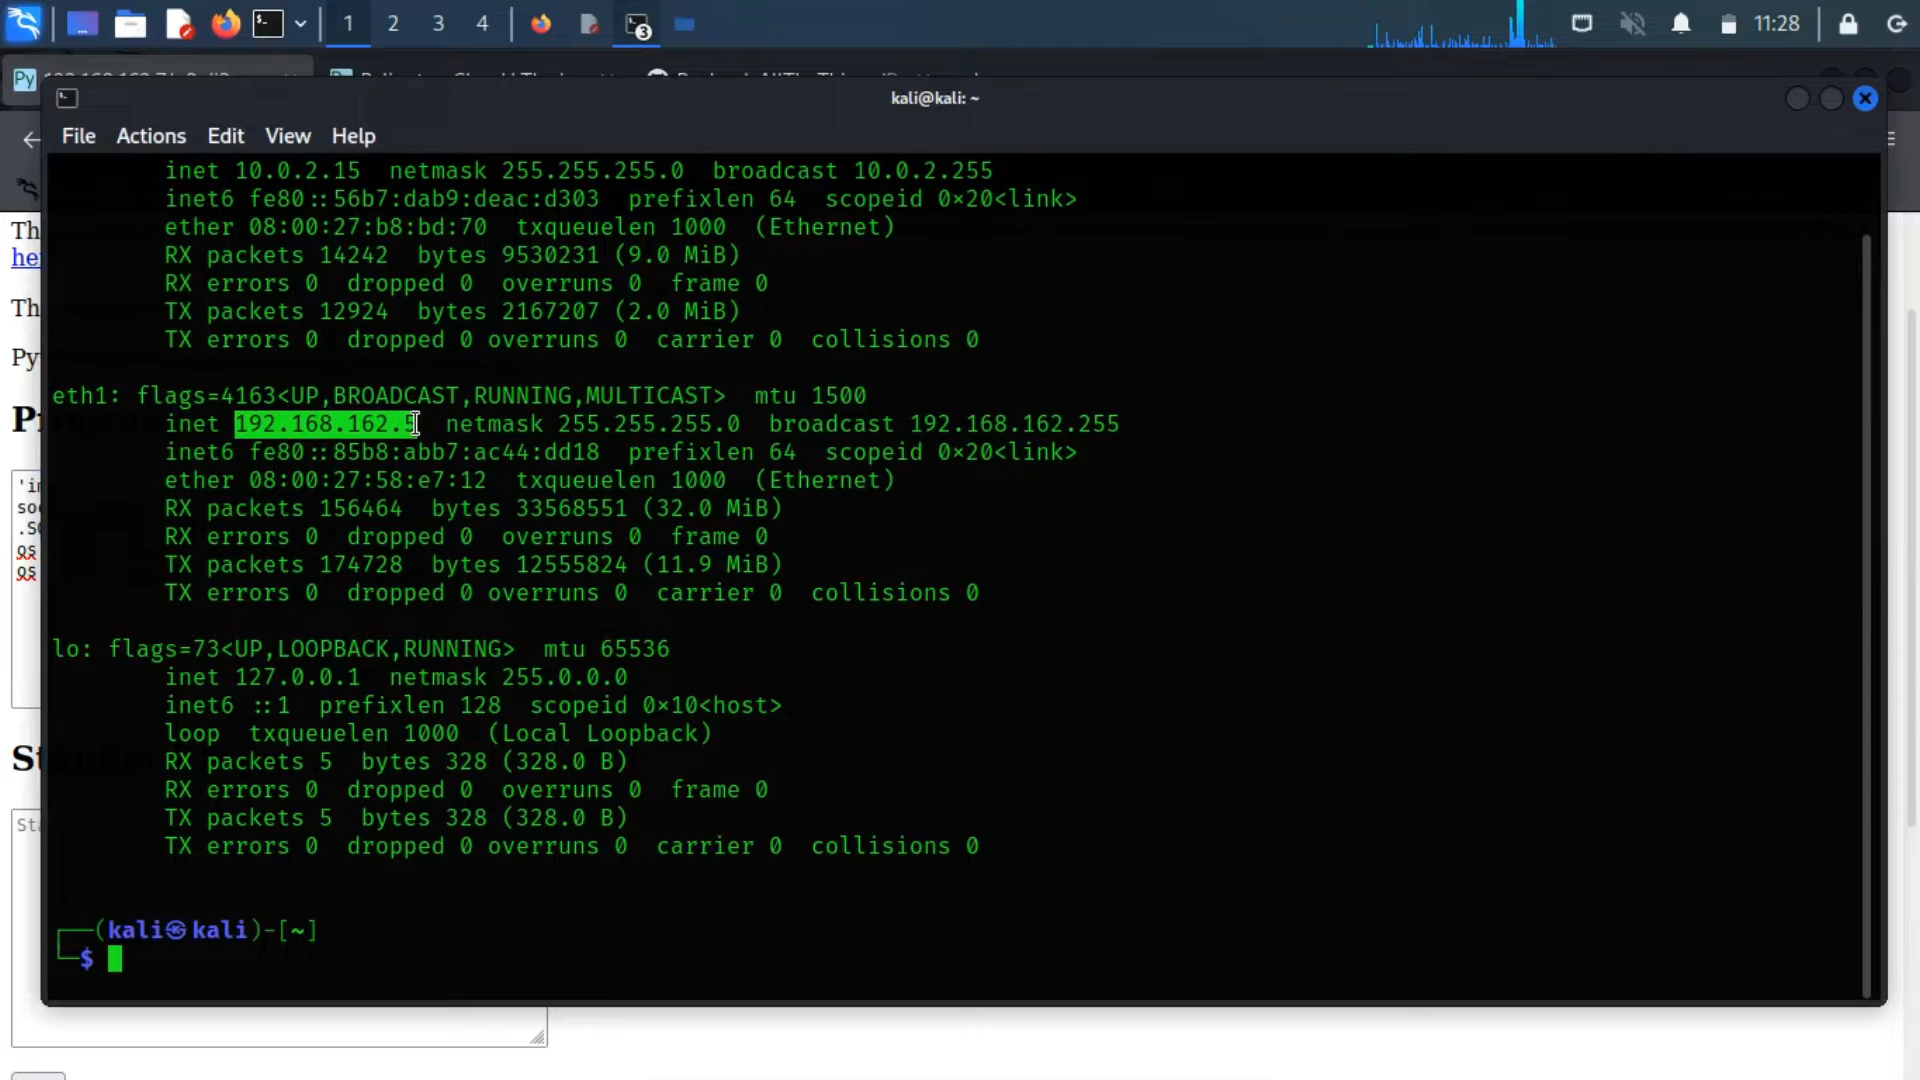 1 2 3 4 3 11:28
Py
kali@kali: ~
File Actions Edit View Help
inet 10.0.2.15 netmask 255.255.255.0 broadcast 10.0.2.255
inet6 fe80::56b7:dab9:deac:d303 prefixlen 64 scopeid 0×20<link>
ether 08:00:27:b8:bd:70 txqueuelen 1000 (Ethernet)
RX packets 14242 bytes 9530231 (9.0 MiB)
RX errors 0 dropped 0 overruns 0 frame 0
TX packets 12924 bytes 2167207 (2.0 MiB)
TX errors 0 dropped 0 overruns 0 carrier 0 collisions 0
eth1: flags=4163<UP,BROADCAST,RUNNING,MULTICAST> mtu 1500
inet 192.168.162.5 netmask 255.255.255.0 broadcast 192.168.162.255
inet6 fe80::85b8:abb7:ac44:dd18 prefixlen 64 scopeid 0×20<link>
ether 08:00:27:58:e7:12 txqueuelen 1000 (Ethernet)
RX packets 156464 bytes 33568551 (32.0 MiB)
RX errors 0 dropped 0 overruns 0 frame 0
TX packets 174728 bytes 12555824 (11.9 MiB)
TX errors 0 dropped 0 overruns 0 carrier 0 collisions 0
lo: flags=73<UP,LOOPBACK,RUNNING> mtu 65536
inet 127.0.0.1 netmask 255.0.0.0
inet6 ::1 prefixlen 128 scopeid 0×10<host>
loop txqueuelen 1000 (Local Loopback)
RX packets 5 bytes 328 (328.0 B)
RX errors 0 dropped 0 overruns 0 frame 0
TX packets 5 bytes 328 (328.0 B)
TX errors 0 dropped 0 overruns 0 carrier 0 collisions 0
(kali㉿kali)-[~]
$
Th
he
Th
Py
os
os